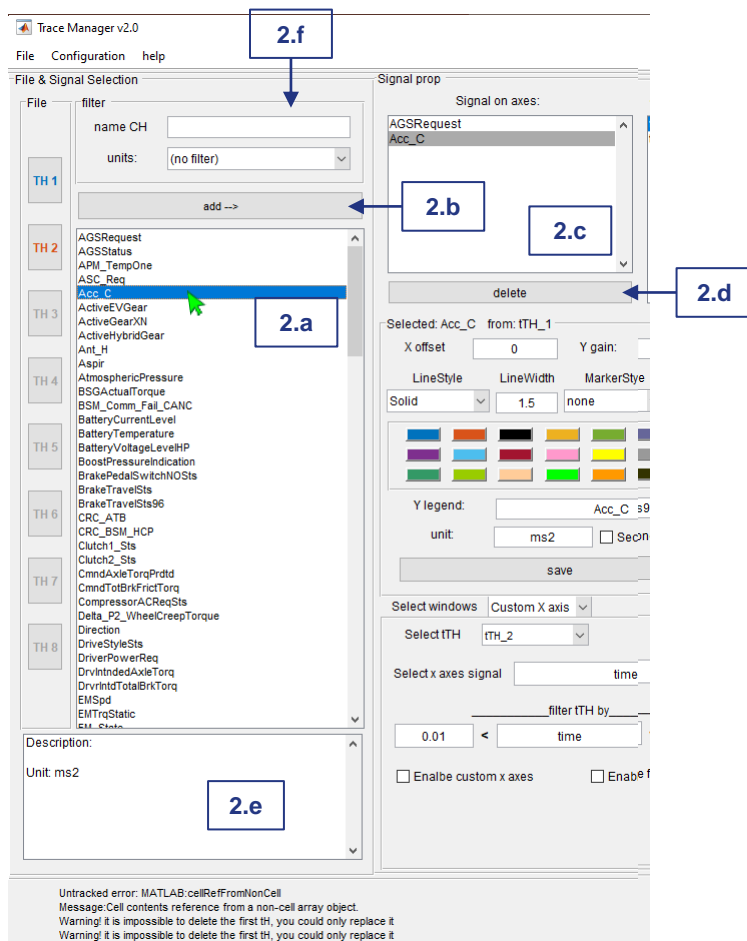 Trace Manager v2.0
2.f
File Configuration help
File & Signal Selection
File
filter
name CH
units: (no filter)
TH 1
TH 2
TH 3
TH 4
TH 5
TH 6
TH 7
TH 8
add -->
2.b
AGSRequest
AGSStatus
APM_TempOne
ASC_Req
Acc_C
ActiveEVGear
ActiveGearXN
ActiveHybridGear
Ant_H
Aspir
AtmosphericPressure
BSGActualTorque
BSM_Comm_Fail_CANC
BatteryCurrentLevel
BatteryTemperature
BatteryVoltageLevelHP
BoostPressureIndication
BrakePedalSwitchNOSts
BrakeTravelSts
BrakeTravelSts96
CRC_ATB
CRC_BSM_HCP
Clutch1_Sts
Clutch2_Sts
CmndAxleTorqPrdtd
CmndTotBrkFrictTorq
CompressorACReqSts
Delta_P2_WheelCreepTorque
Direction
DriveStyleSts
DriverPowerReq
DrvIntndedAxleTorq
DrvrIntdTotalBrkTorq
EMSpd
EMTrqStatic
2.a
Description:
Unit: ms2
2.e
Signal prop
Signal on axes:
AGSRequest
Acc_C
2.c
delete
2.d
Selected: Acc_C from: tTH_1
X offset 0 Y gain:
LineStyle LineWidth MarkerStye
Solid 1.5 none
Y legend: Acc_C s9
unit: ms2
save
Select windows Custom X axis
Select tTH tTH_2
Select x axes signal time
filter tTH by
0.01 < time
Enalbe custom x axes
Untracked error: MATLAB:cellRefFromNonCell
Message:Cell contents reference from a non-cell array object.
Warning! it is impossible to delete the first tH, you could only replace it
Warning! it is impossible to delete the first tH, you could only replace it